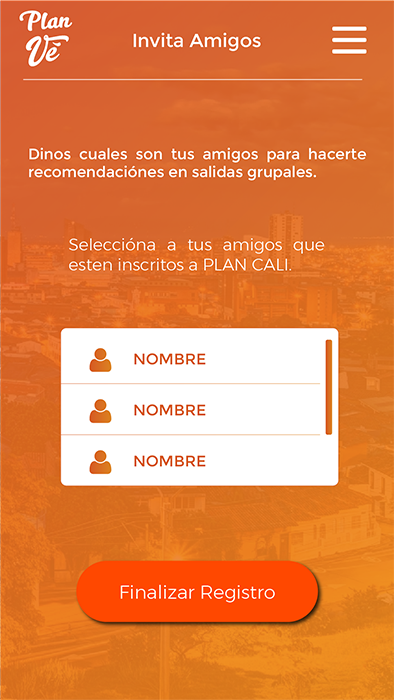 Plan
Ve
Invita Amigos
Dinos cuales son tus amigos para hacerte
recomendaciónes en salidas grupales.
Seleccióna a tus amigos que
esten inscritos a PLAN CALI.
NOMBRE
NOMBRE
NOMBRE
Finalizar Registro